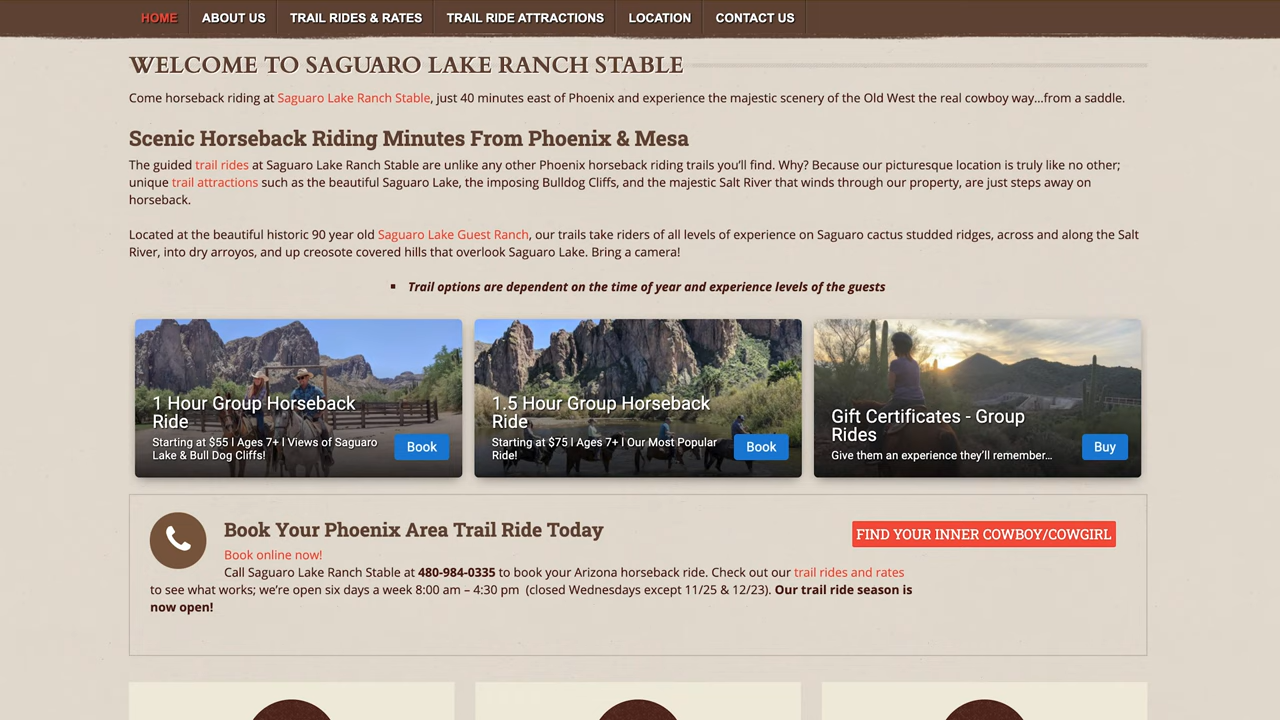 HOME ABOUT US TRAIL RIDES & RATES TRAIL RIDE ATTRACTIONS LOCATION CONTACT US
WELCOME TO SAGUARO LAKE RANCH STABLE
Come horseback riding at Saguaro Lake Ranch Stable, just 40 minutes east of Phoenix and experience the majestic scenery of the Old West the real cowboy way...from a saddle.
Scenic Horseback Riding Minutes From Phoenix & Mesa
The guided trail rides at Saguaro Lake Ranch Stable are unlike any other Phoenix horseback riding trails you'll find. Why? Because our picturesque location is truly like no other;
unique trail attractions such as the beautiful Saguaro Lake, the imposing Bulldog Cliffs, and the majestic Salt River that winds through our property, are just steps away on
horseback.
Located at the beautiful historic 90 year old Saguaro Lake Guest Ranch, our trails take riders of all levels of experience on Saguaro cactus studded ridges, across and along the Salt
River, into dry arroyos, and up creosote covered hills that overlook Saguaro Lake. Bring a camera!
▪ Trail options are dependent on the time of year and experience levels of the guests
1 Hour Group Horseback
Ride
Starting at $55 l Ages 7+ l Views of Saguaro
Lake & Bull Dog Cliffs!
Book
1.5 Hour Group Horseback
Ride
Starting at $75 l Ages 7+ l Our Most Popular
Ride!
Book
Gift Certificates - Group
Rides
Give them an experience they'll remember...
Buy
Book Your Phoenix Area Trail Ride Today
FIND YOUR INNER COWBOY/COWGIRL
Book online now!
Call Saguaro Lake Ranch Stable at 480-984-0335 to book your Arizona horseback ride. Check out our trail rides and rates
to see what works; we're open six days a week 8:00 am – 4:30 pm (closed Wednesdays except 11/25 & 12/23). Our trail ride season is
now open!